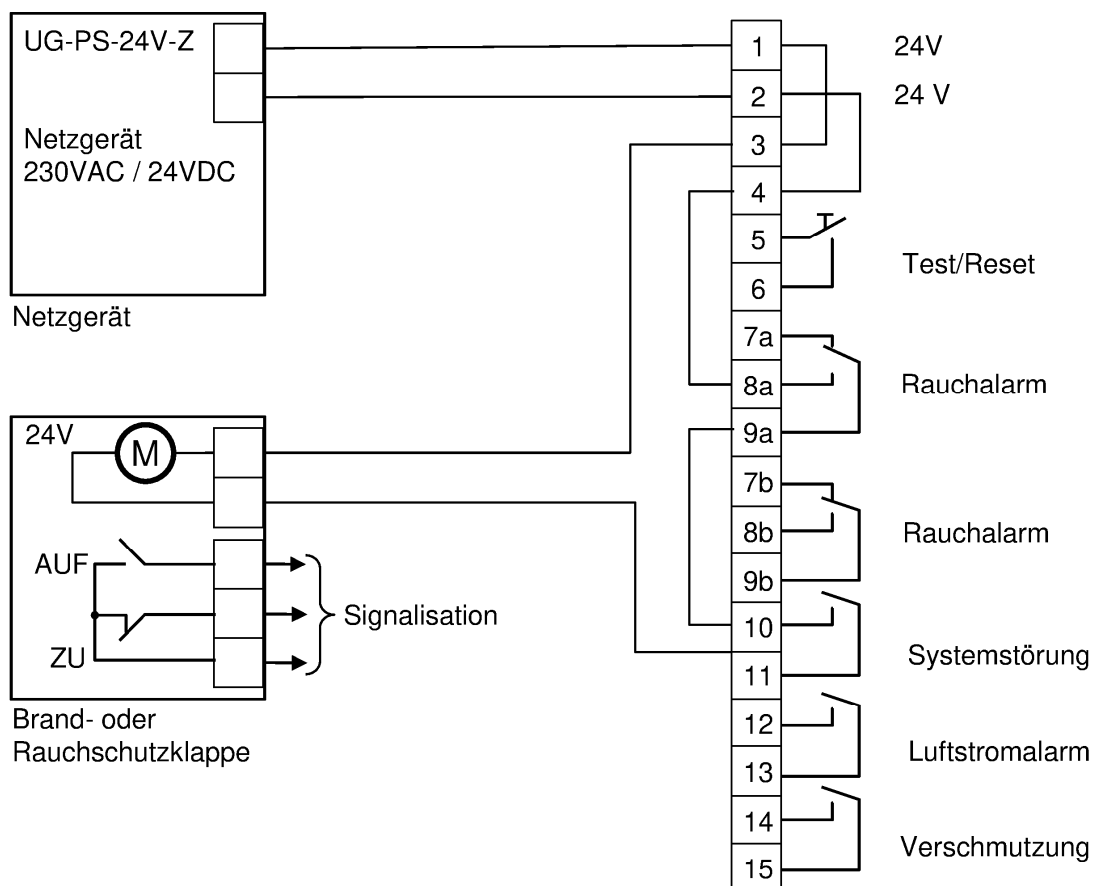 UG-PS-24V-Z
Netzgerät
230VAC / 24VDC
Netzgerät
24V
M
AUF
ZU
Signalisation
Brand- oder
Rauchschutzklappe
1
2
3
4
5
6
7a
8a
9a
7b
8b
9b
10
11
12
13
14
15
24V
24 V
Test/Reset
Rauchalarm
Rauchalarm
Systemstörung
Luftstromalarm
Verschmutzung